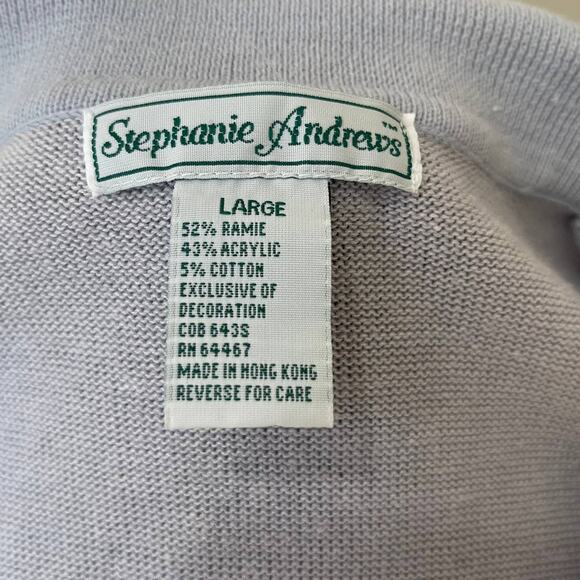 Stephanie Andrews™
LARGE
52% RAMIE
43% ACRYLIC
5% COTTON
EXCLUSIVE OF
DECORATION
COB 643S
RN 64467
MADE IN HONG KONG
REVERSE FOR CARE